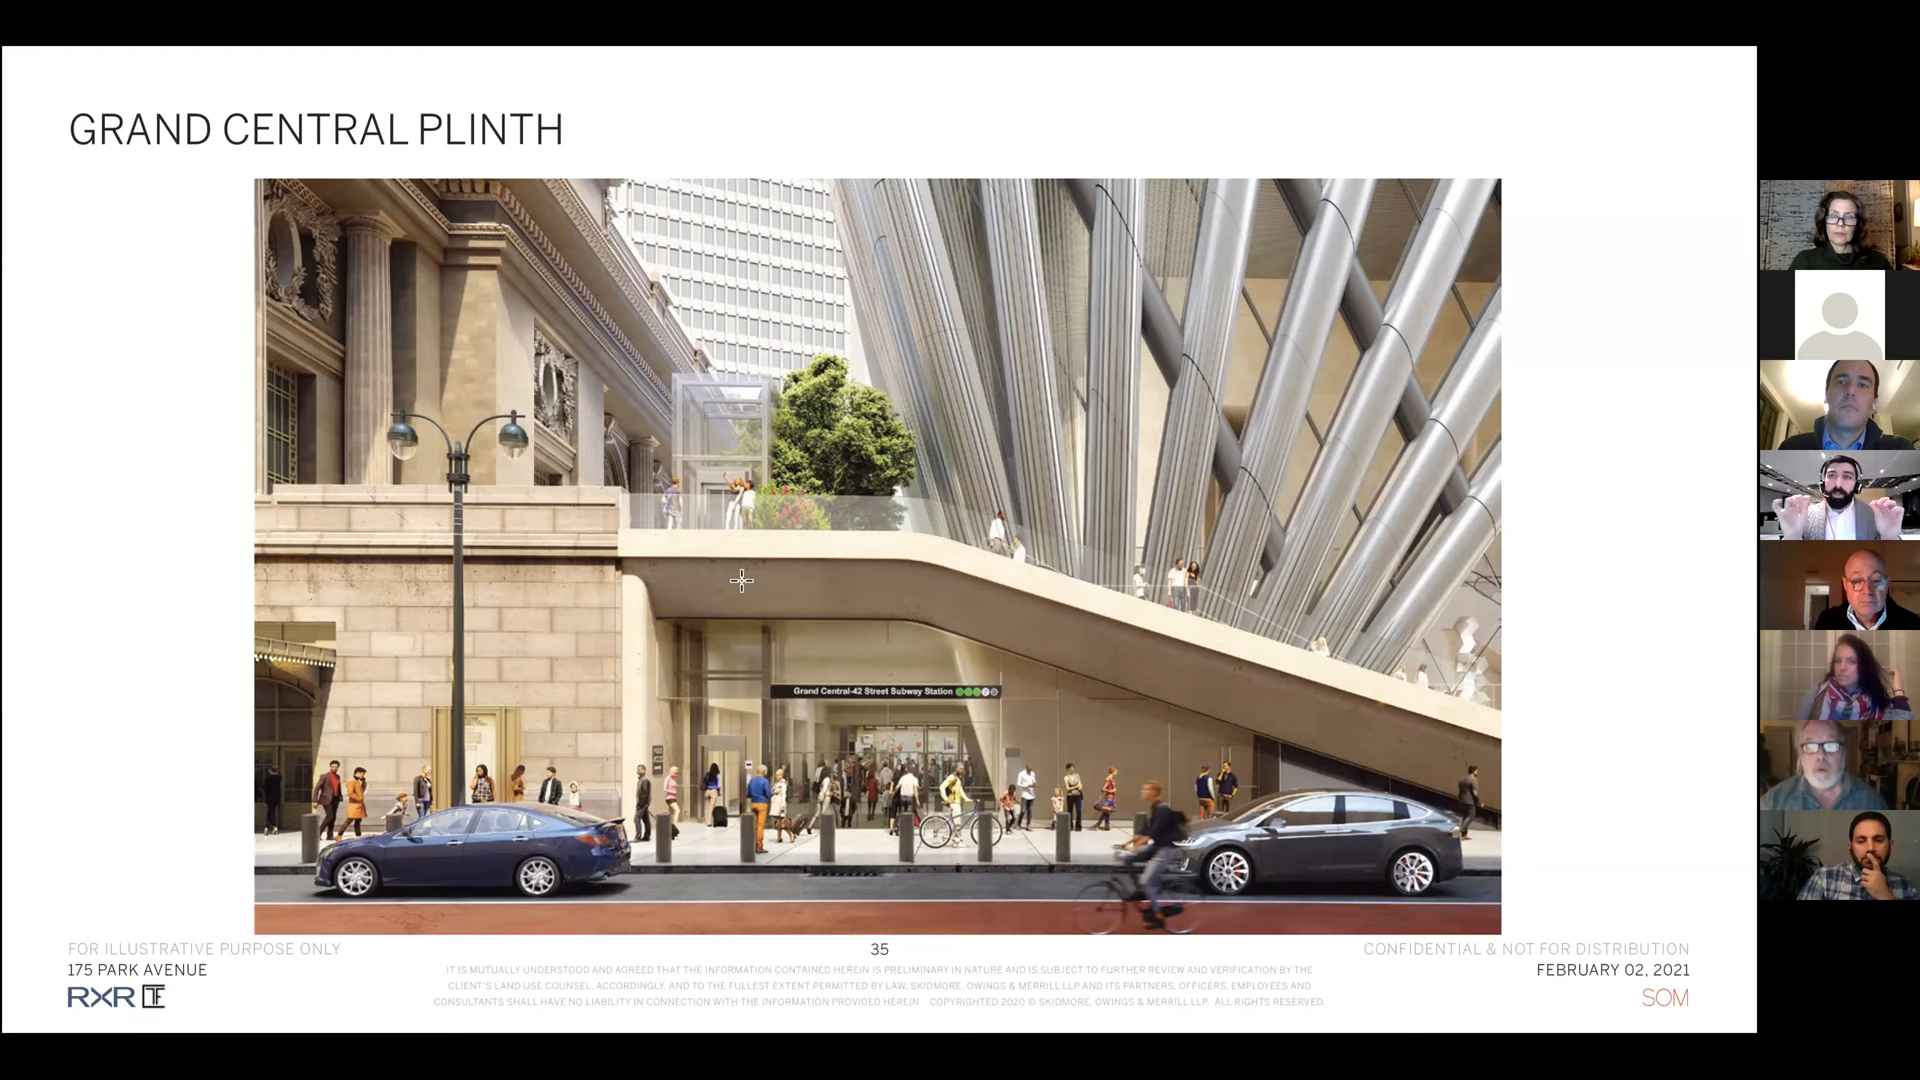 GRAND CENTRAL PLINTH
Grand Central-42 Street Subway Station
FOR ILLUSTRATIVE PURPOSE ONLY
175 PARK AVENUE
RXR TF
35
IT IS MUTUALLY UNDERSTOOD AND AGREED THAT THE INFORMATION CONTAINED HEREIN IS PRELIMINARY IN NATURE AND IS SUBJECT TO FURTHER REVIEW AND VERIFICATION BY THE
CLIENT'S LAND USE COUNSEL, ACCORDINGLY, AND TO THE FULLEST EXTENT PERMITTED BY LAW, SKIDMORE, OWINGS & MERRILL LLP AND ITS PARTNERS, OFFICERS, EMPLOYEES AND
CONSULTANTS SHALL HAVE NO LIABILITY IN CONNECTION WITH THE INFORMATION PROVIDED HEREIN. COPYRIGHTED 2020 © SKIDMORE, OWINGS & MERRILL LLP. ALL RIGHTS RESERVED.
CONFIDENTIAL & NOT FOR DISTRIBUTION
FEBRUARY 02, 2021
SOM